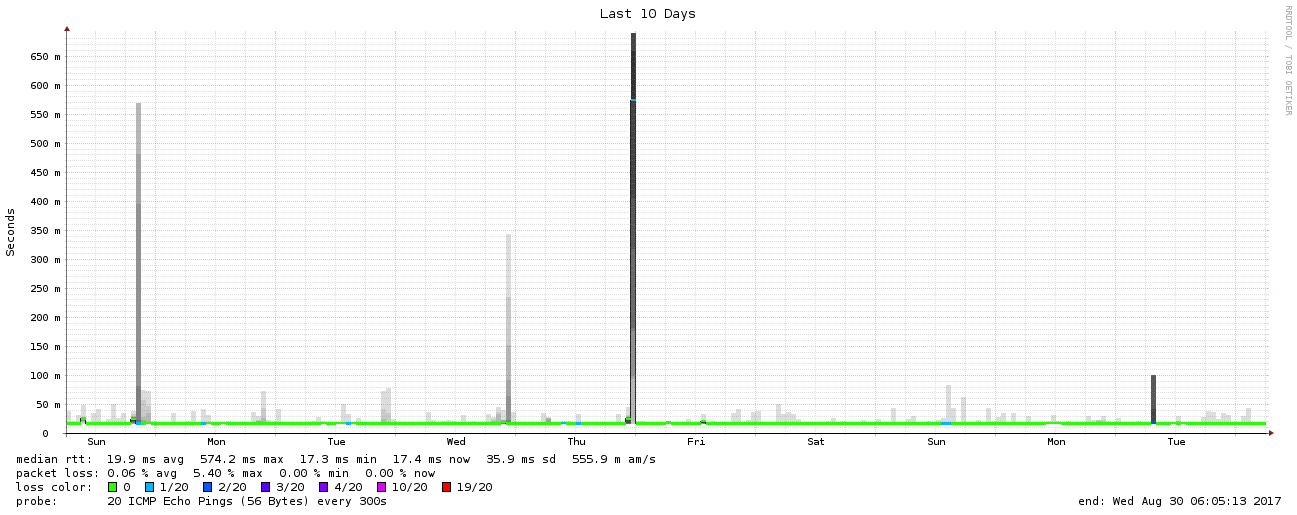 Last 10 Days
RRDTOOL / TOBI OETIKER
Seconds
650 m
600 m
550 m
500 m
450 m
400 m
350 m
300 m
250 m
200 m
150 m
100 m
50 m
0
Sun Mon Tue Wed Thu Fri Sat Sun Mon Tue
median rtt: 19.9 ms avg 574.2 ms max 17.3 ms min 17.4 ms now 35.9 ms sd 555.9 m am/s
packet loss: 0.06 % avg 5.40 % max 0.00 % min 0.00 % now
loss color: 0 1/20 2/20 3/20 4/20 10/20 19/20
probe: 20 ICMP Echo Pings (56 Bytes) every 300s end: Wed Aug 30 06:05:13 2017